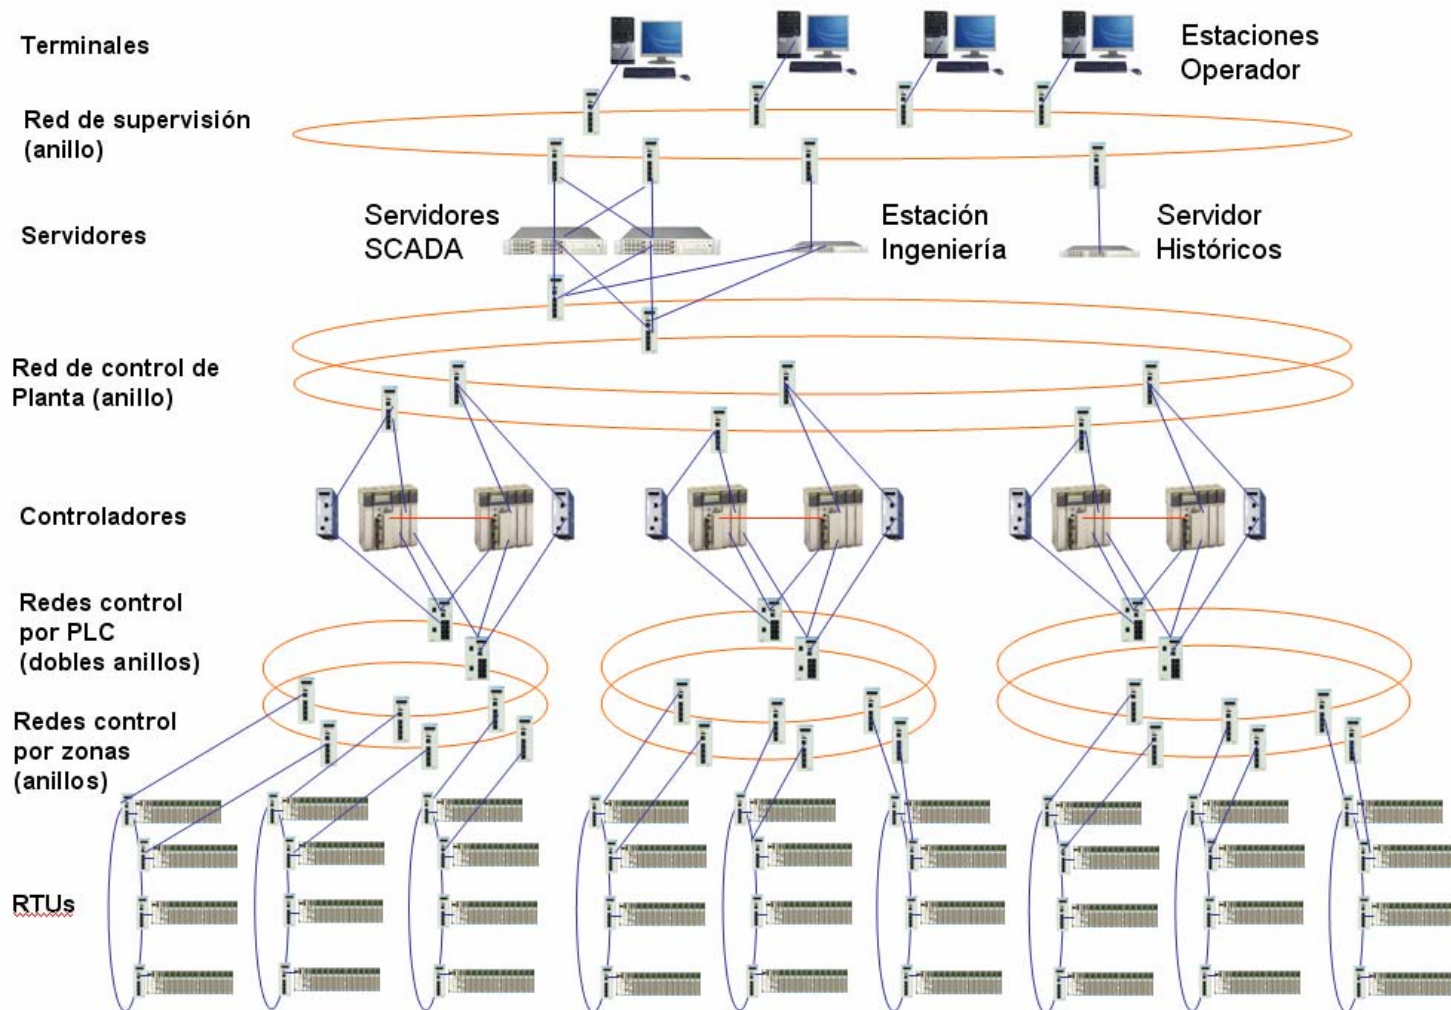 Terminales
Estaciones
Operador
Red de supervisión
(anillo)
Servidores
SCADA
Estación
Ingeniería
Servidor
Históricos
Servidores
Red de control de
Planta (anillo)
Controladores
Redes control
por PLC
(dobles anillos)
Redes control
por zonas
(anillos)
RTUs